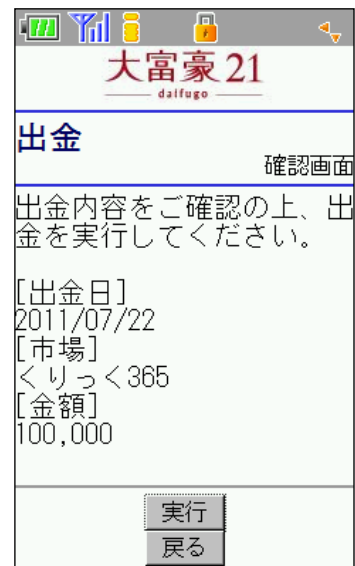 大富豪21
daifugo
出金
確認画面
出金内容をご確認の上、出
金を実行してください。
[出金日]
2011/07/22
[市場]
くりっく365
[金額]
100,000
実行
戻る